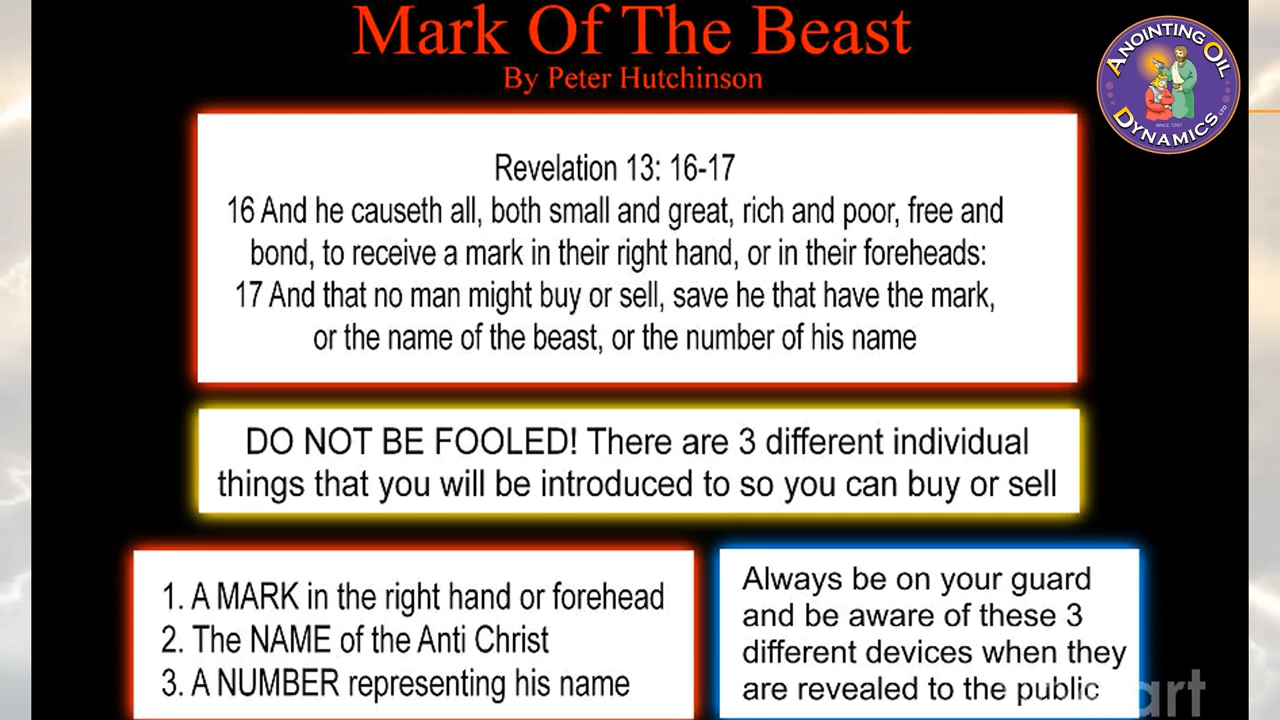 Mark Of The Beast
By Peter Hutchinson
ANOINTING OIL
DYNAMICS LTD
SINCE 1991
Revelation 13: 16-17
16 And he causeth all, both small and great, rich and poor, free and
bond, to receive a mark in their right hand, or in their foreheads:
17 And that no man might buy or sell, save he that have the mark,
or the name of the beast, or the number of his name
DO NOT BE FOOLED! There are 3 different individual
things that you will be introduced to so you can buy or sell
1. A MARK in the right hand or forehead
2. The NAME of the Anti Christ
3. A NUMBER representing his name
Always be on your guard
and be aware of these 3
different devices when they
are revealed to the public